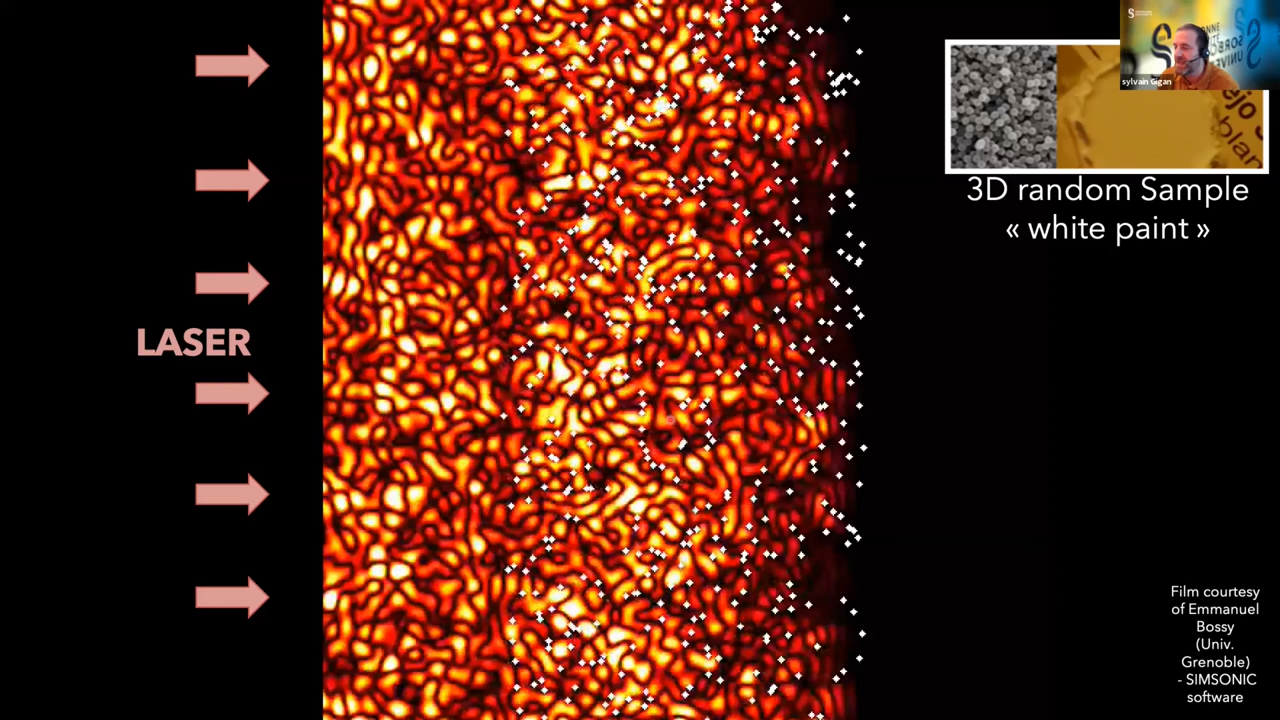 LASER
sylvain Gigan
3D random Sample
« white paint »
Film courtesy
of Emmanuel
Bossy
(Univ.
Grenoble)
- SIMSONIC
software